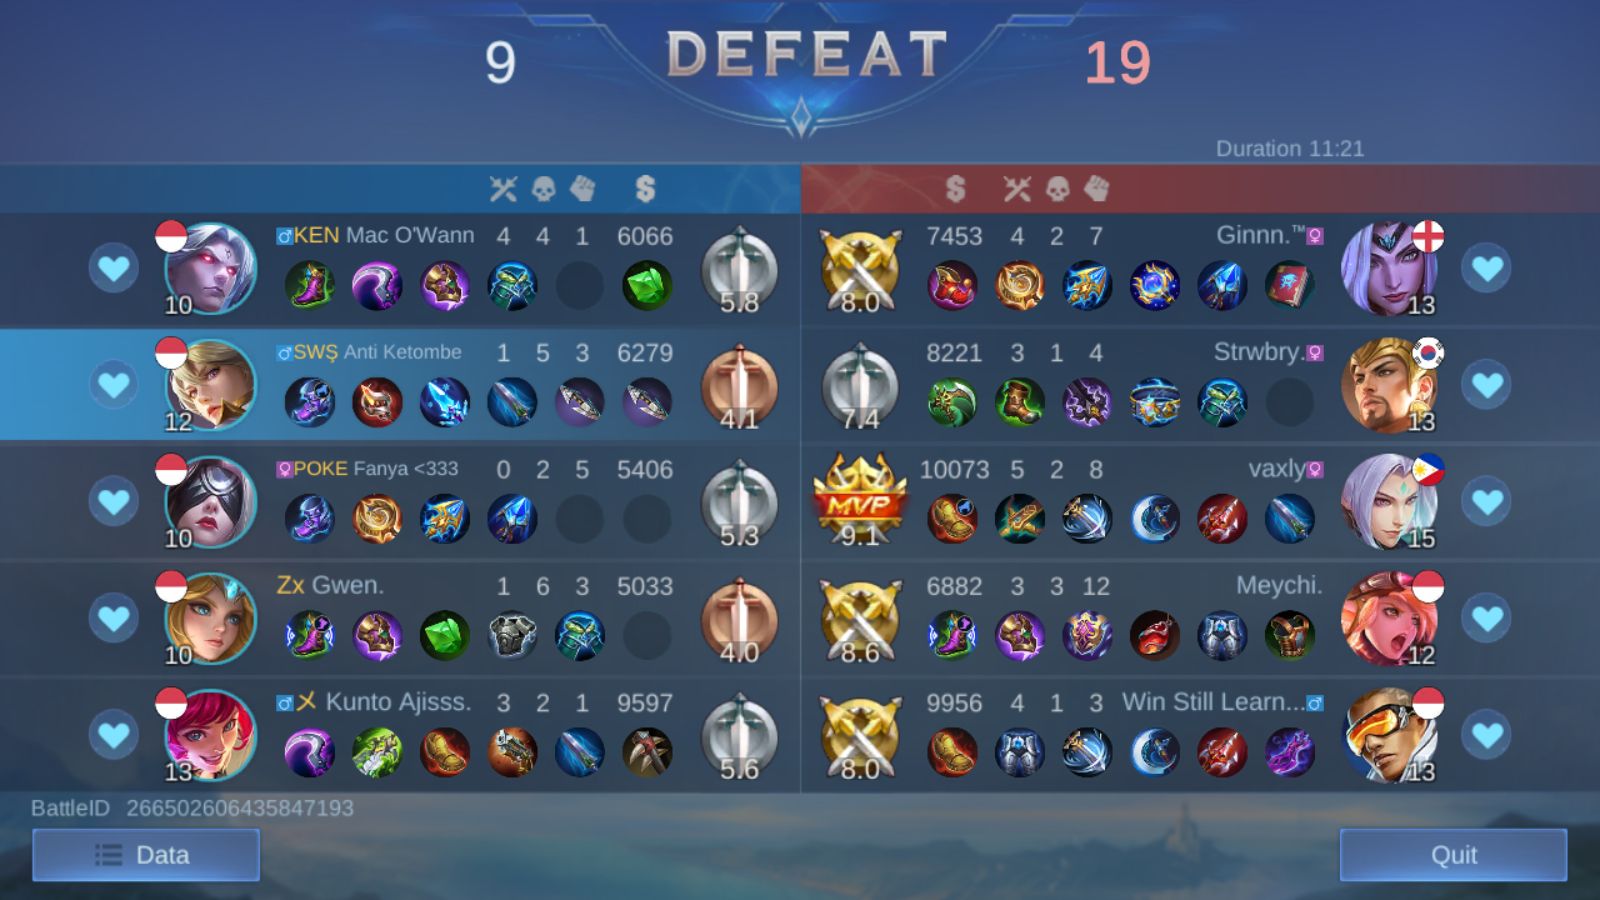 9 DEFEAT 19
Duration 11:21
KEN Mac O'Wann 4 4 1 6066
10 5.8
8.0 7453 4 2 7 Ginnn.™
13
SWŞ Anti Ketombe 1 5 3 6279
12 4.1
7.4 8221 3 1 4 Strwbry.
13
POKE Fanya <333 0 2 5 5406
10 5.3
MVP 9.1 10073 5 2 8 vaxly
15
Zx Gwen. 1 6 3 5033
10 4.0
8.6 6882 3 3 12 Meychi.
12
メ Kunto Ajisss. 3 2 1 9597
13 5.6
8.0 9956 4 1 3 Win Still Learn...
13
BattleID 266502606435847193
Data
Quit